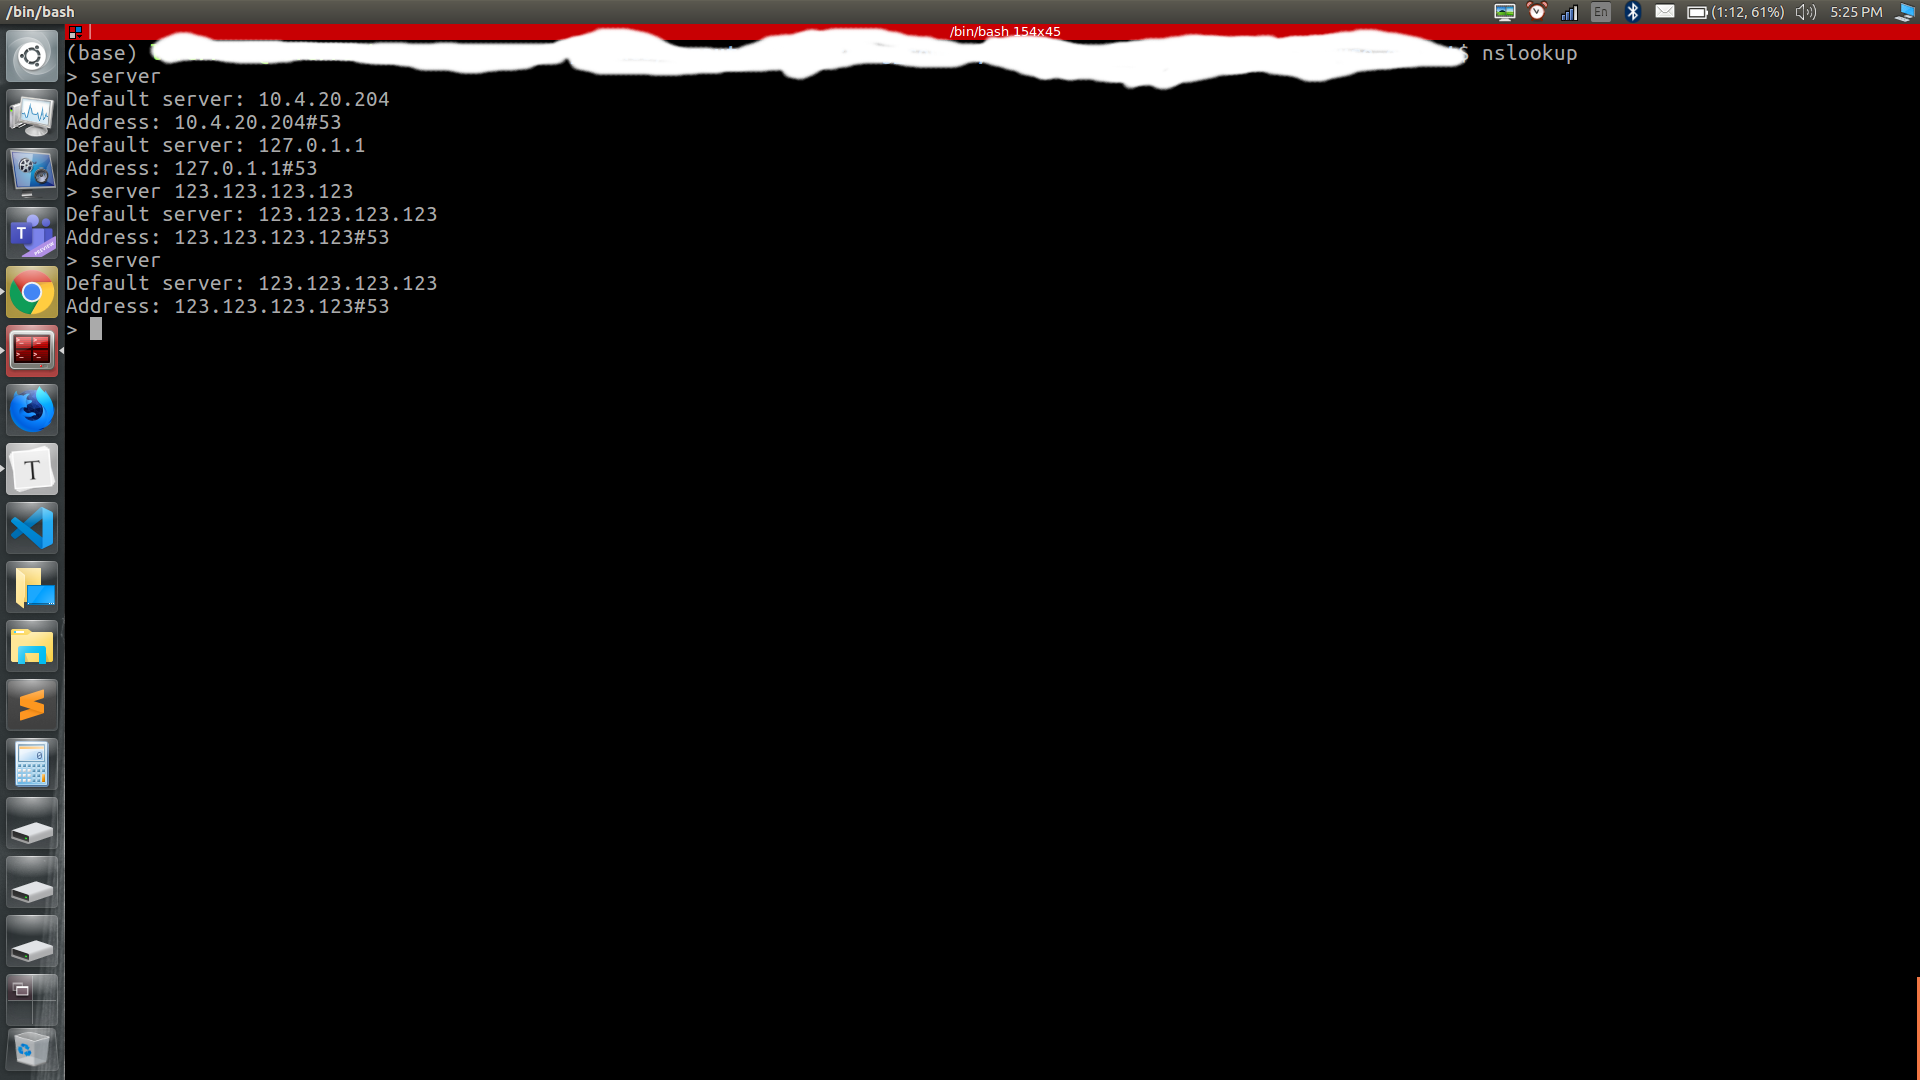 /bin/bash
En
(1:12, 61%)
5:25 PM
/bin/bash 154x45
(base) $ nslookup
> server
Default server: 10.4.20.204
Address: 10.4.20.204#53
Default server: 127.0.1.1
Address: 127.0.1.1#53
> server 123.123.123.123
Default server: 123.123.123.123
Address: 123.123.123.123#53
> server
Default server: 123.123.123.123
Address: 123.123.123.123#53
>
T
PREVIEW
T
0